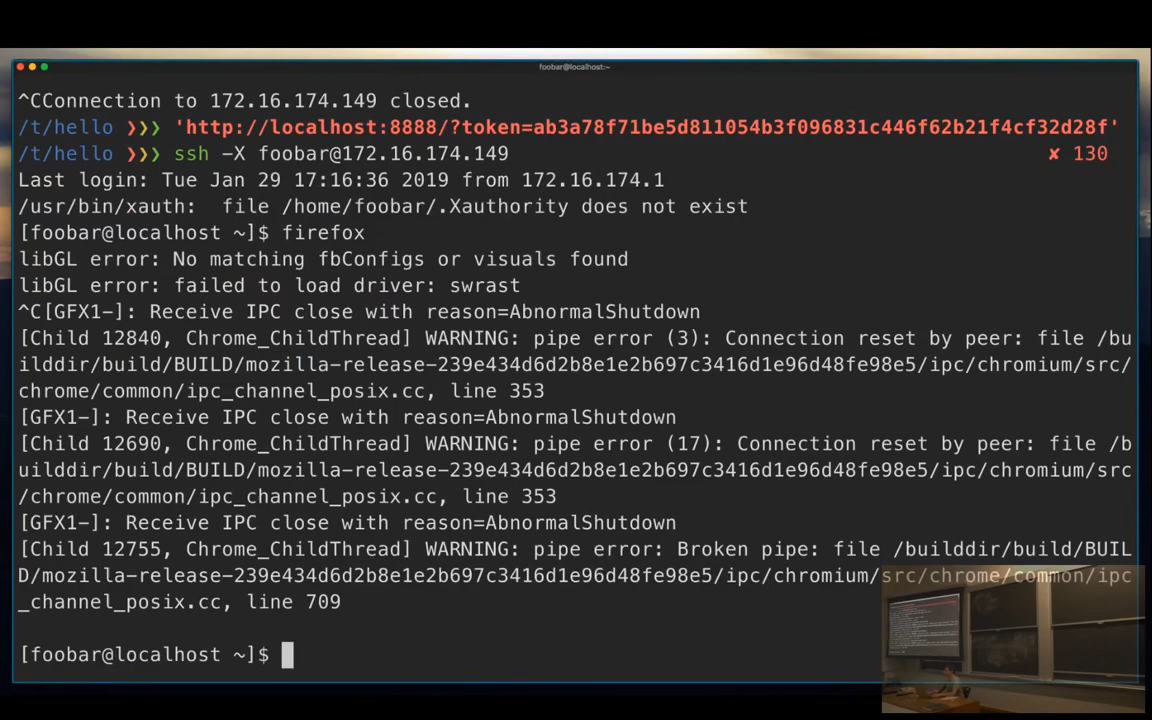 foobar@localhost:~
^CConnection to 172.16.174.149 closed.
/t/hello ❯❯❯ 'http://localhost:8888/?token=ab3a78f71be5d811054b3f096831c446f62b21f4cf32d28f'
/t/hello ❯❯❯ ssh -X foobar@172.16.174.149 ✘ 130
Last login: Tue Jan 29 17:16:36 2019 from 172.16.174.1
/usr/bin/xauth:  file /home/foobar/.Xauthority does not exist
[foobar@localhost ~]$ firefox
libGL error: No matching fbConfigs or visuals found
libGL error: failed to load driver: swrast
^C[GFX1-]: Receive IPC close with reason=AbnormalShutdown
[Child 12840, Chrome_ChildThread] WARNING: pipe error (3): Connection reset by peer: file /bu
ilddir/build/BUILD/mozilla-release-239e434d6d2b8e1e2b697c3416d1e96d48fe98e5/ipc/chromium/src/
chrome/common/ipc_channel_posix.cc, line 353
[GFX1-]: Receive IPC close with reason=AbnormalShutdown
[Child 12690, Chrome_ChildThread] WARNING: pipe error (17): Connection reset by peer: file /b
uilddir/build/BUILD/mozilla-release-239e434d6d2b8e1e2b697c3416d1e96d48fe98e5/ipc/chromium/src
/chrome/common/ipc_channel_posix.cc, line 353
[GFX1-]: Receive IPC close with reason=AbnormalShutdown
[Child 12755, Chrome_ChildThread] WARNING: pipe error: Broken pipe: file /builddir/build/BUIL
D/mozilla-release-239e434d6d2b8e1e2b697c3416d1e96d48fe98e5/ipc/chromium/src/chrome/common/ipc
_channel_posix.cc, line 709
[foobar@localhost ~]$